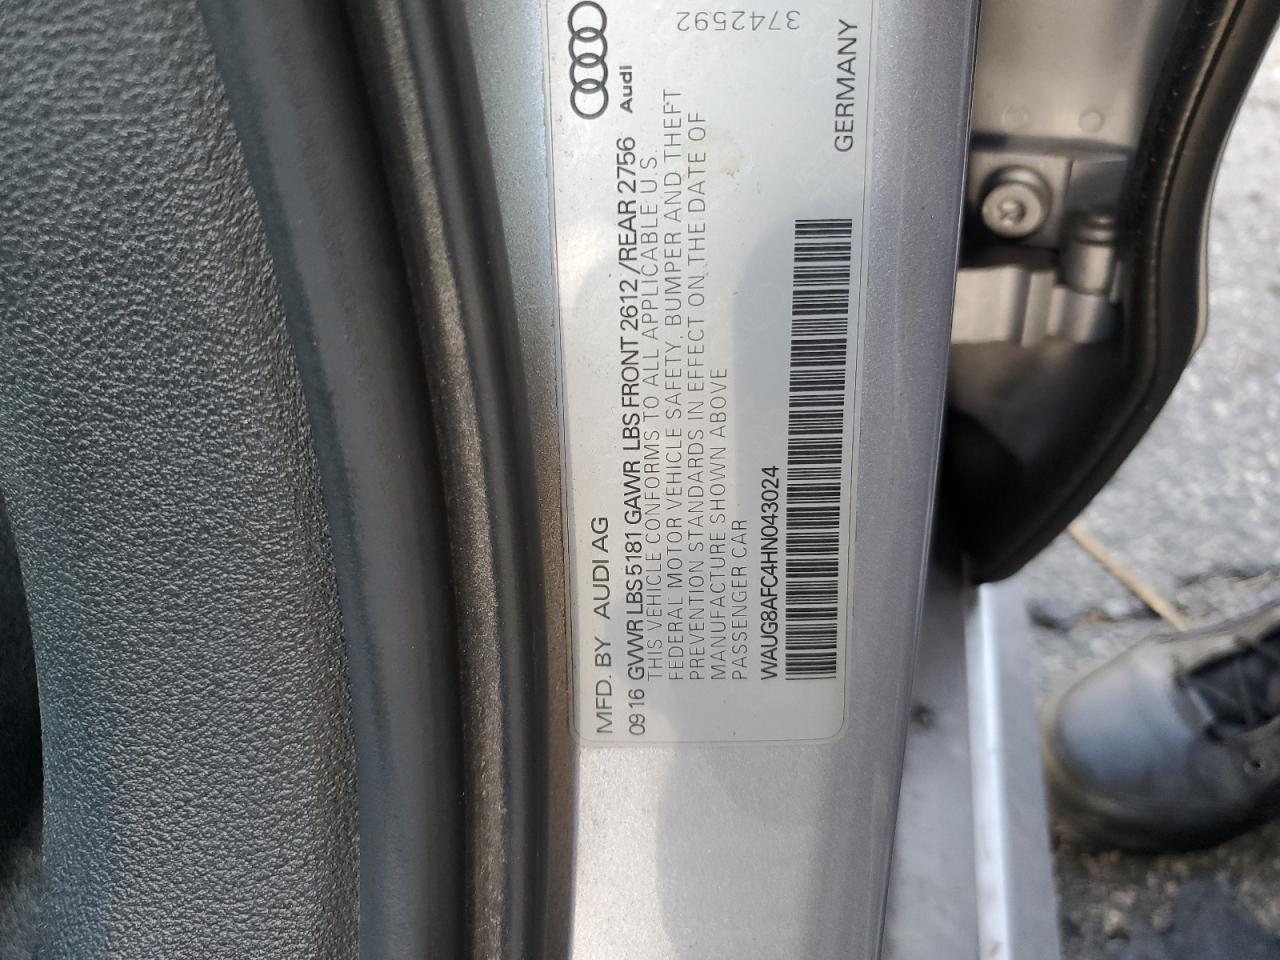 MFD. BY AUDI AG
Audi
0916 GVWR LBS 5181 GAWR LBS FRONT 2612 /REAR 2756
THIS VEHICLE CONFORMS TO ALL APPLICABLE U.S.
FEDERAL MOTOR VEHICLE SAFETY, BUMPER AND THEFT
PREVENTION STANDARDS IN EFFECT ON THE DATE OF
MANUFACTURE SHOWN ABOVE
PASSENGER CAR
WAUG8AFC4HN043024
GERMANY
3742592